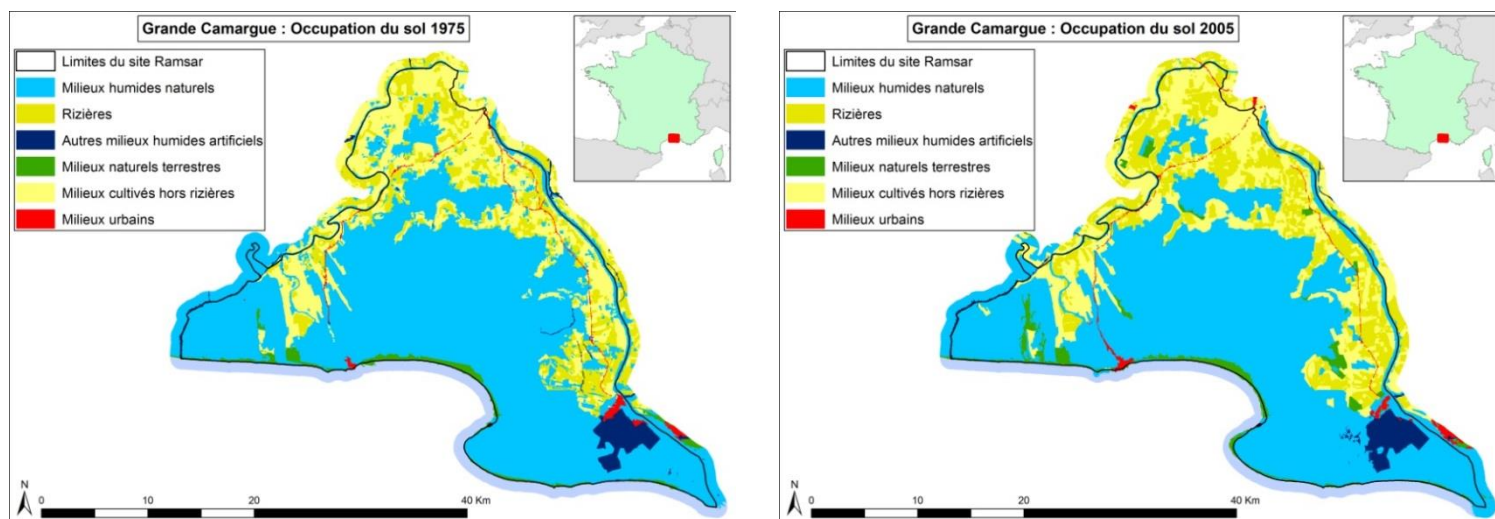 Grande Camargue : Occupation du sol 1975
Limites du site Ramsar
Milieux humides naturels
Rizières
Autres milieux humides artificiels
Milieux naturels terrestres
Milieux cultivés hors rizières
Milieux urbains
N
0 10 20 40 Km
Grande Camargue : Occupation du sol 2005
Limites du site Ramsar
Milieux humides naturels
Rizières
Autres milieux humides artificiels
Milieux naturels terrestres
Milieux cultivés hors rizières
Milieux urbains
N
0 10 20 40 Km